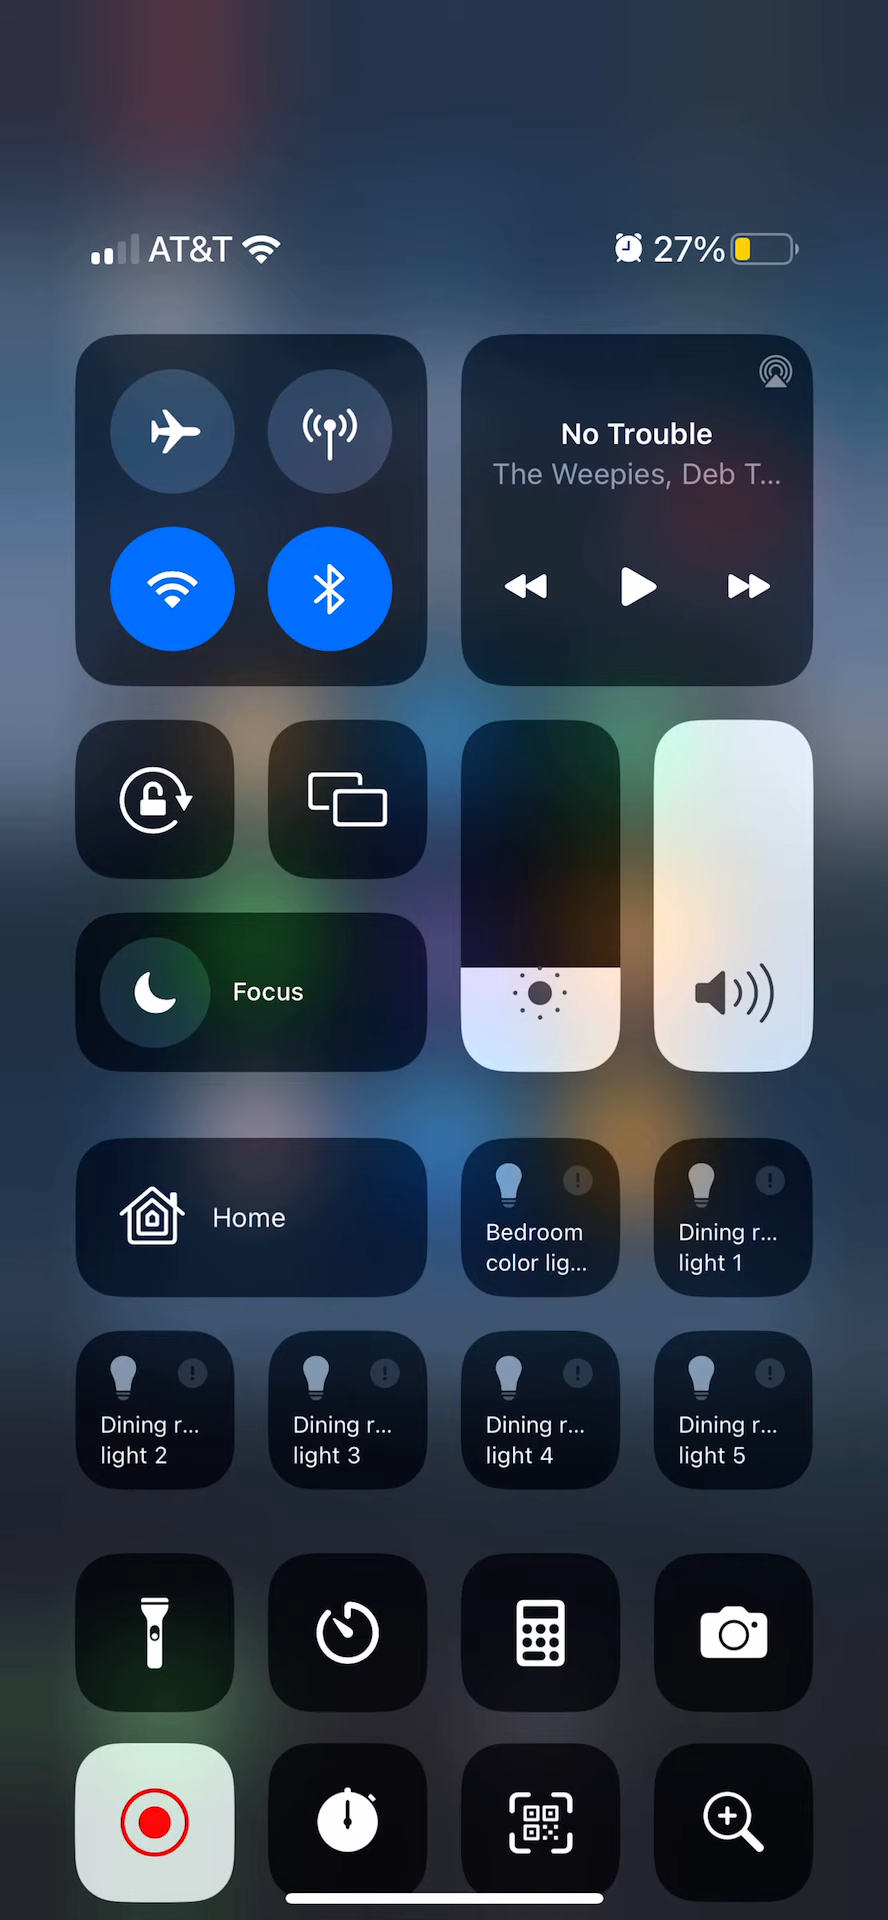 AT&T 27%
No Trouble
The Weepies, Deb T...
Focus
Home
Bedroom
color lig...
Dining r...
light 1
Dining r...
light 2
Dining r...
light 3
Dining r...
light 4
Dining r...
light 5